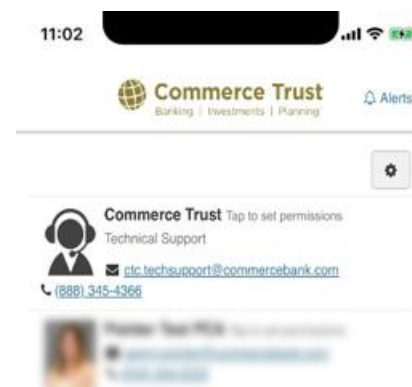 11:02
Commerce Trust
Banking | Investments | Planning
Alerts
Commerce Trust Tap to set permissions
Technical Support
ctc.techsupport@commercebank.com
(888) 345-4366